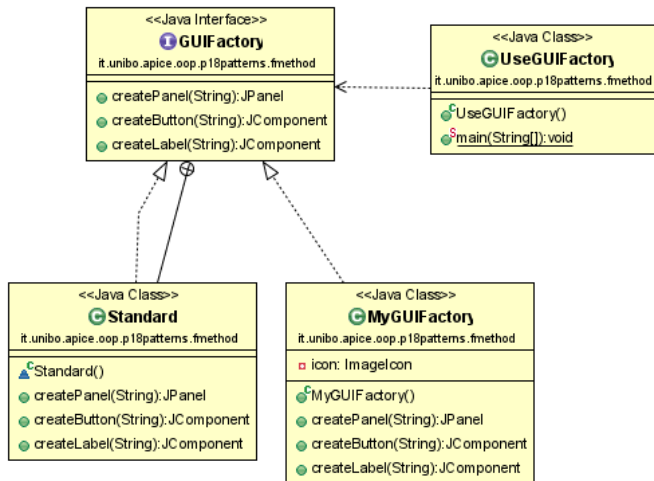 <<Java Interface>>
GUIFactory
it.unibo.apice.oop.p18patterns.fmethod
createPanel(String):JPanel
createButton(String):JComponent
createLabel(String):JComponent
<<Java Class>>
UseGUIFactory
it.unibo.apice.oop.p18patterns.fmethod
UseGUIFactory()
main(String[]):void
<<Java Class>>
Standard
it.unibo.apice.oop.p18patterns.fmethod
Standard()
createPanel(String):JPanel
createButton(String):JComponent
createLabel(String):JComponent
<<Java Class>>
MyGUIFactory
it.unibo.apice.oop.p18patterns.fmethod
icon: ImageIcon
MyGUIFactory()
createPanel(String):JPanel
createButton(String):JComponent
createLabel(String):JComponent